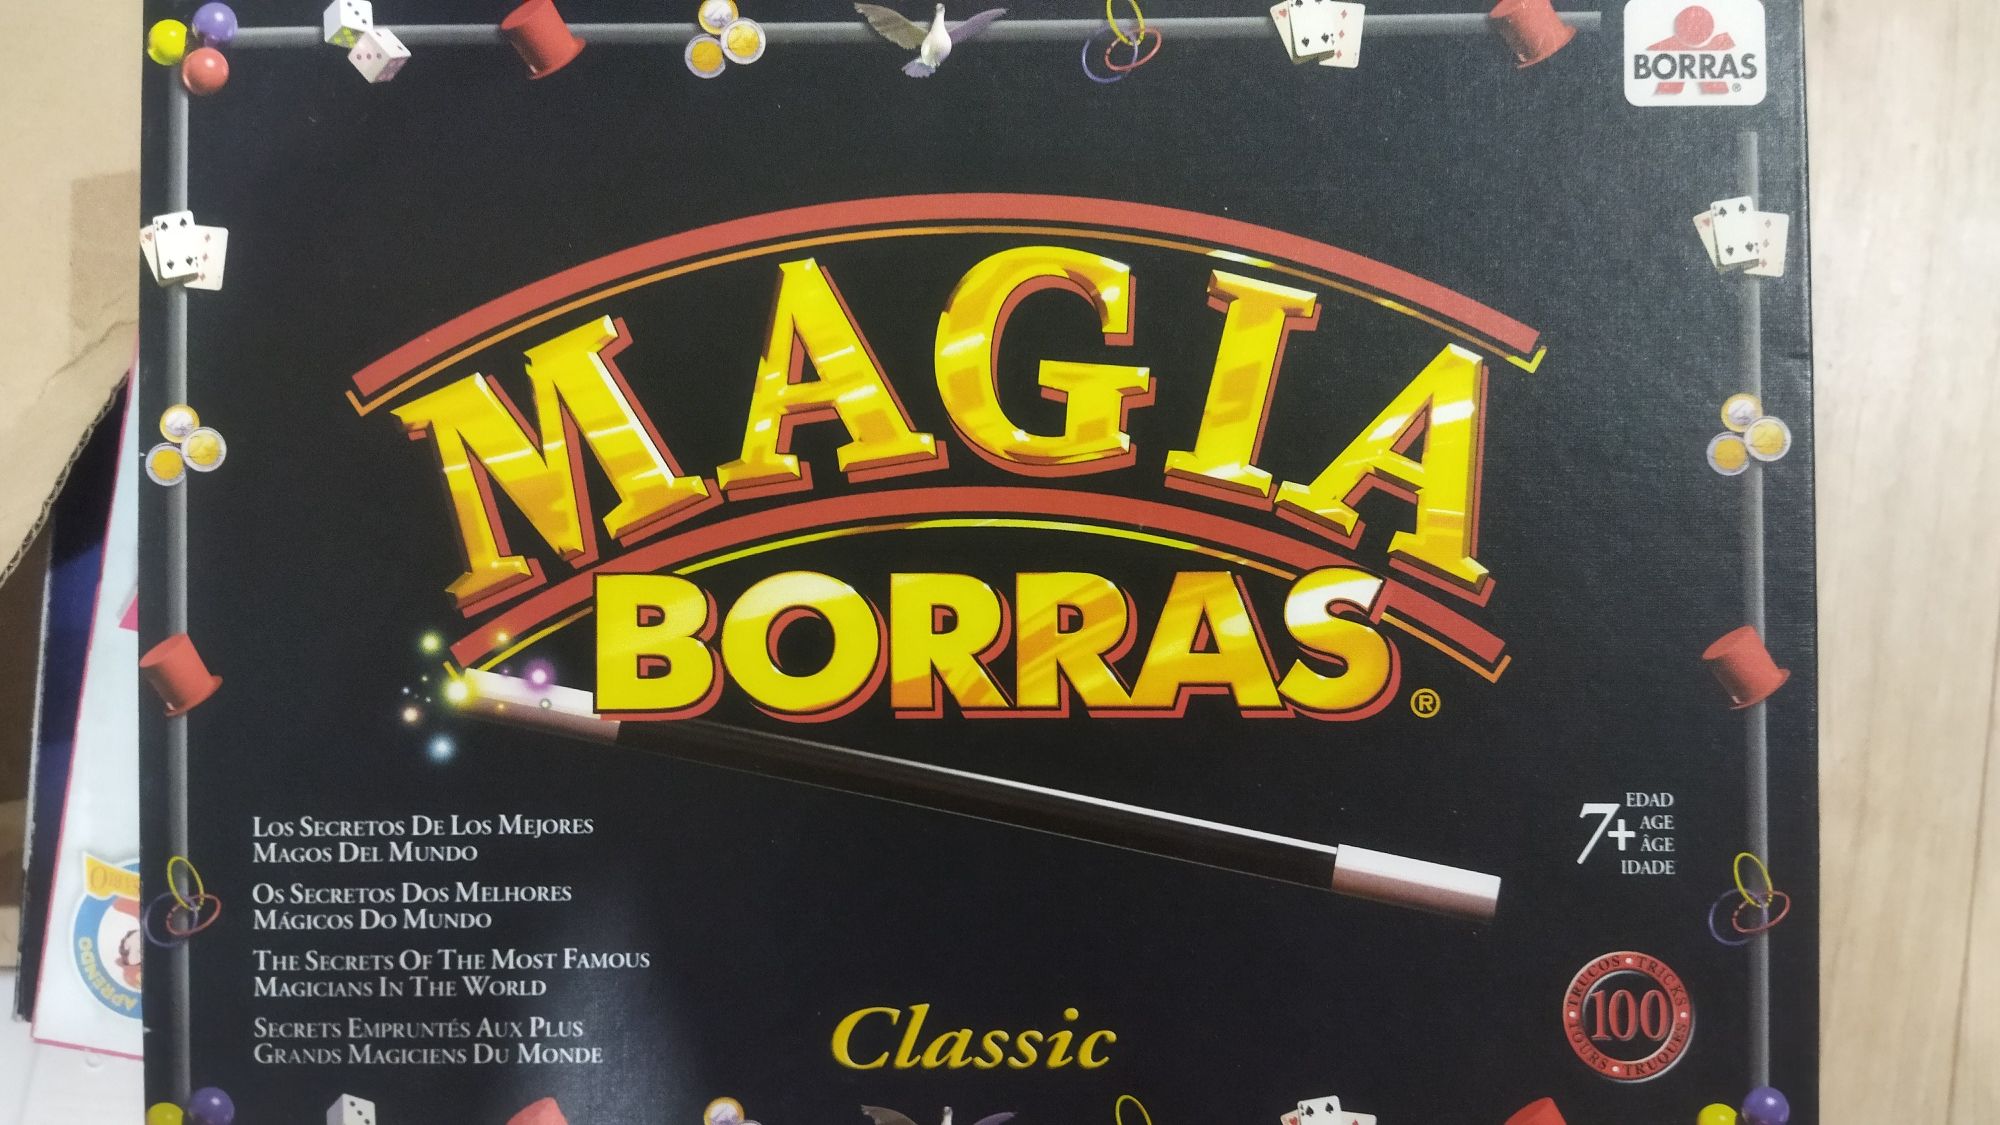 BORRAS
®
MAGIA
BORRAS®
LOS SECRETOS DE LOS MEJORES
MAGOS DEL MUNDO
OS SECRETOS DOS MELHORES
MÁGICOS DO MUNDO
THE SECRETS OF THE MOST FAMOUS
MAGICIANS IN THE WORLD
SECRETS EMPRUNTÉS AUX PLUS
GRANDS MAGICIENS DU MONDE
7+
EDAD
AGE
ÂGE
IDADE
TRUCOS • TRICKS • TRUQUES • TOURS •
100
Classic
APRENDO